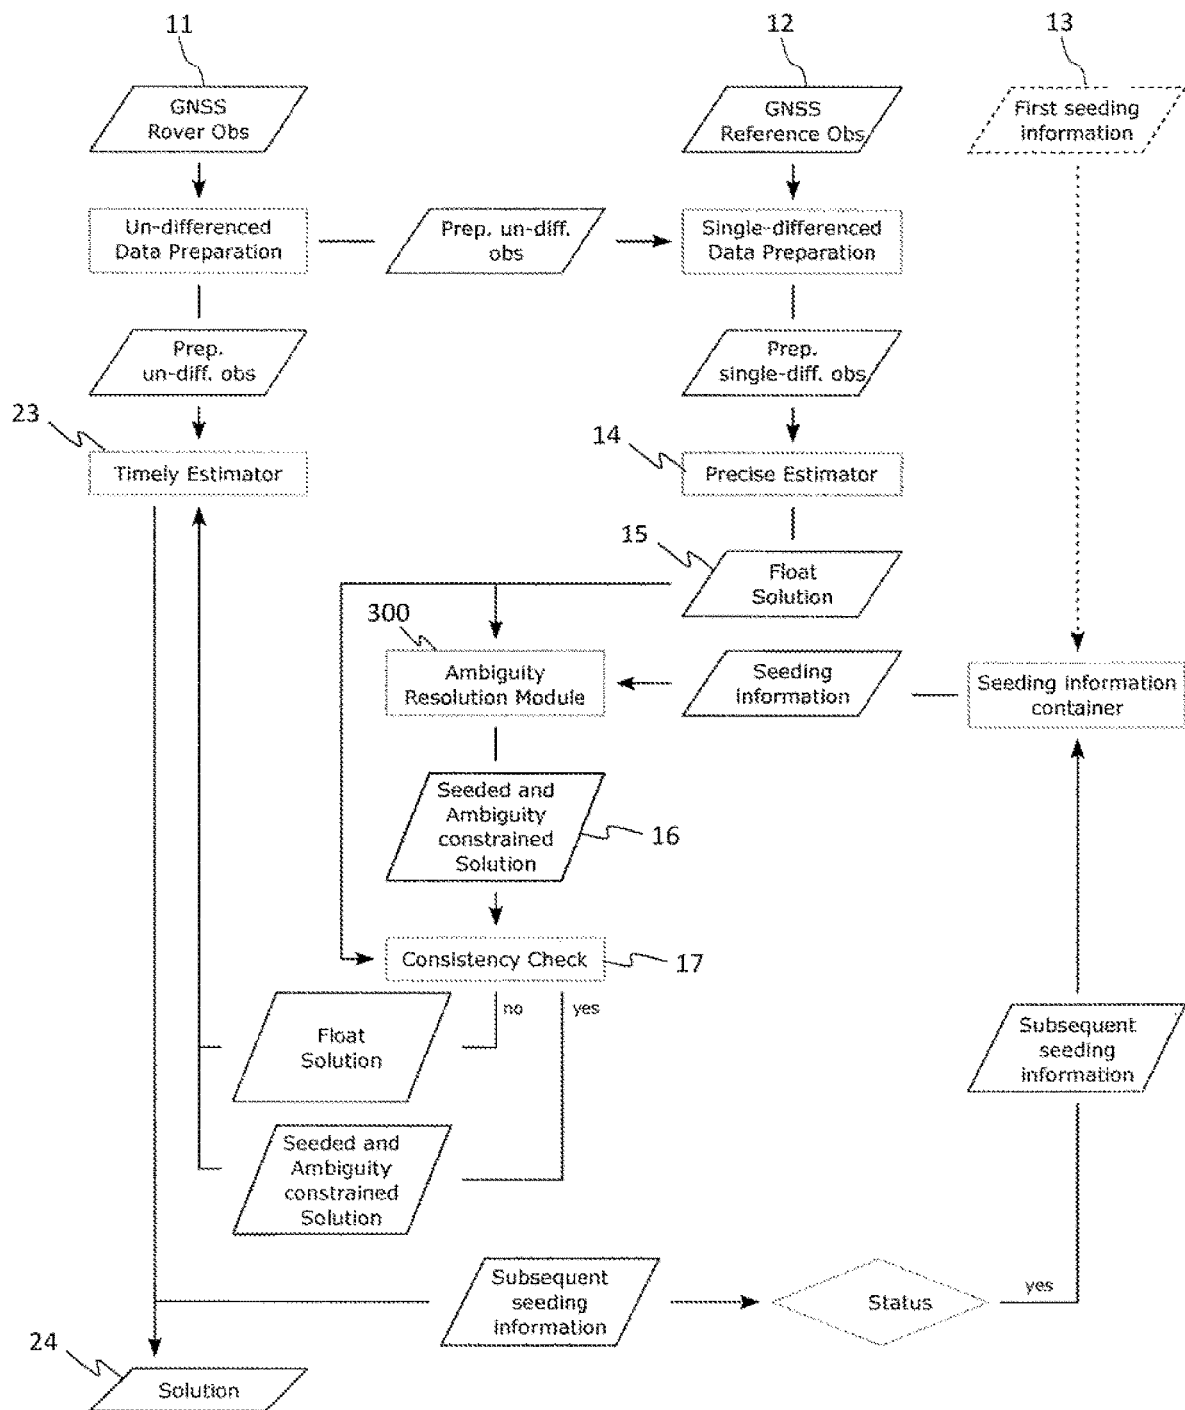 11
12
13
GNSS
Rover Obs
GNSS
Reference Obs
First seeding
information
Un-differenced
Data Preparation
Prep. un-diff.
obs
Single-differenced
Data Preparation
Prep.
un-diff. obs
Prep.
single-diff. obs
23
14
Timely Estimator
Precise Estimator
15
Float
Solution
300
Ambiguity
Resolution Module
Seeding
information
Seeding information
container
Seeded and
Ambiguity
constrained
Solution
16
Consistency Check
17
no
yes
Float
Solution
Subsequent
seeding
information
Seeded and
Ambiguity
constrained
Solution
Subsequent
seeding
information
Status
yes
24
Solution